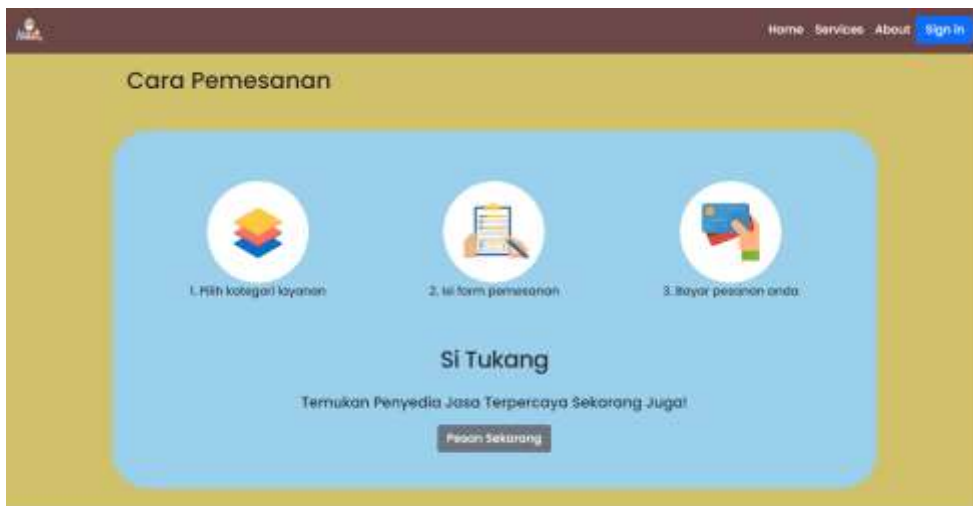 Home Services About Sign in
Cara Pemesanan
1. Pilih kategori layanan
2. Isi form pemesanan
3. Bayar pesanan anda
Si Tukang
Temukan Penyedia Jasa Terpercaya Sekarang Juga!
Pesan Sekarang